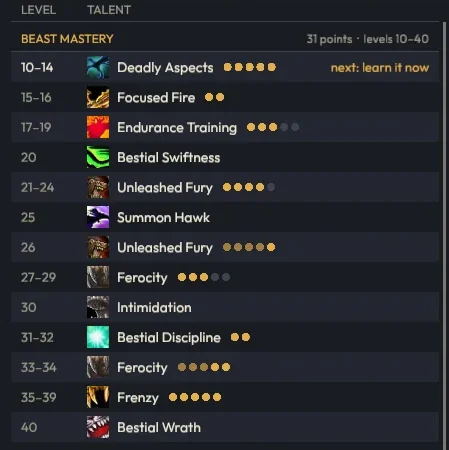 LEVEL TALENT
BEAST MASTERY 31 points · levels 10–40
10–14 Deadly Aspects next: learn it now
15–16 Focused Fire
17–19 Endurance Training
20 Bestial Swiftness
21–24 Unleashed Fury
25 Summon Hawk
26 Unleashed Fury
27–29 Ferocity
30 Intimidation
31–32 Bestial Discipline
33–34 Ferocity
35–39 Frenzy
40 Bestial Wrath